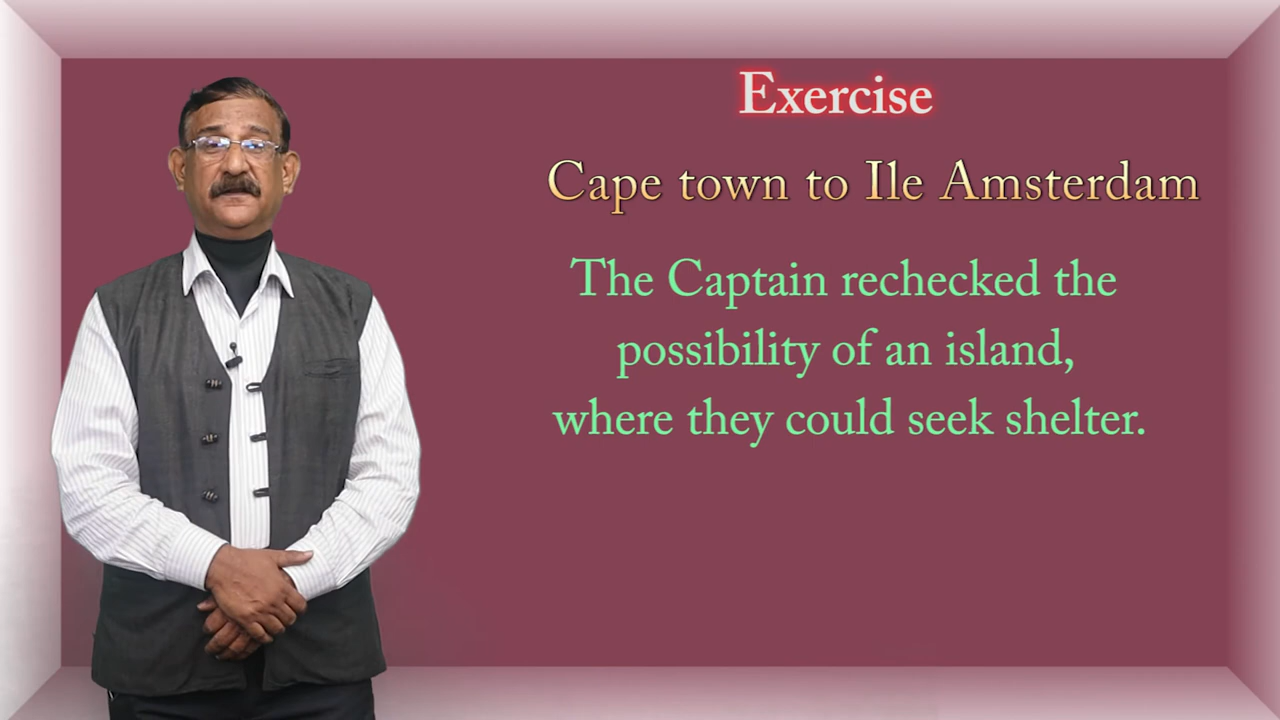 Exercise
Cape town to Ile Amsterdam
The Captain rechecked the
possibility of an island,
where they could seek shelter.